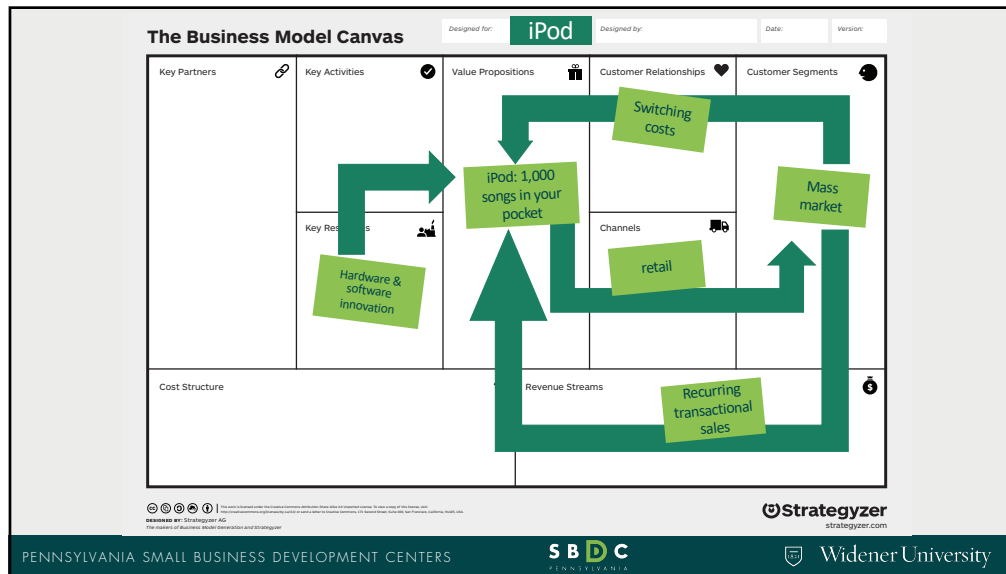 The Business Model Canvas
Designed for:
iPod
Designed by:
Date:
Version:
Key Partners
Key Activities
Value Propositions
Customer Relationships
Customer Segments
Switching
costs
iPod: 1,000
songs in your
pocket
Mass
market
Key Res s
Channels
Hardware &
software
innovation
retail
Cost Structure
Revenue Streams
$
Recurring
transactional
sales
DESIGNED BY: Strategyzer AG
The makers of Business Model Generation and Strategyzer
Strategyzer
strategyzer.com
PENNSYLVANIA SMALL BUSINESS DEVELOPMENT CENTERS
SBDC
PENNSYLVANIA
Widener University